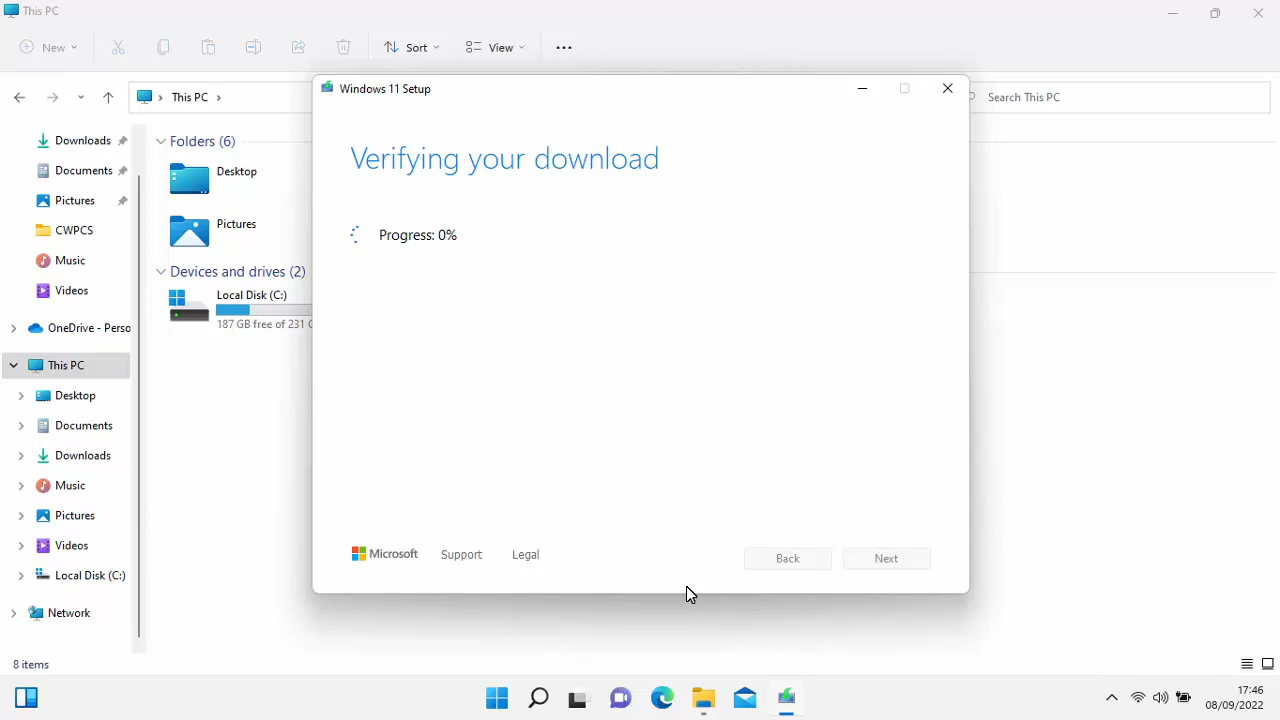 This PC
New
Sort
View
This PC
Search This PC
Windows 11 Setup
Verifying your download
Progress: 0%
Microsoft
Support
Legal
Back
Next
Downloads
Documents
Pictures
CWPCS
Music
Videos
OneDrive - Perso
This PC
Desktop
Documents
Downloads
Music
Pictures
Videos
Local Disk (C:)
Network
Folders (6)
Desktop
Pictures
Devices and drives (2)
Local Disk (C:)
187 GB free of 231 G
8 items
17:46
08/09/2022